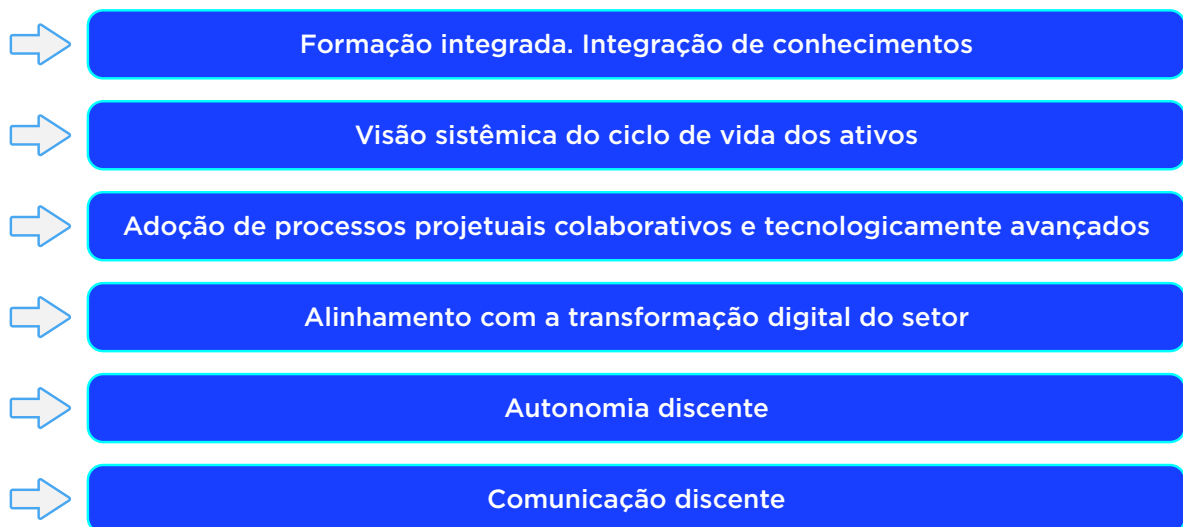 Formação integrada. Integração de conhecimentos
Visão sistêmica do ciclo de vida dos ativos
Adoção de processos projetuais colaborativos e tecnologicamente avançados
Alinhamento com a transformação digital do setor
Autonomia discente
Comunicação discente